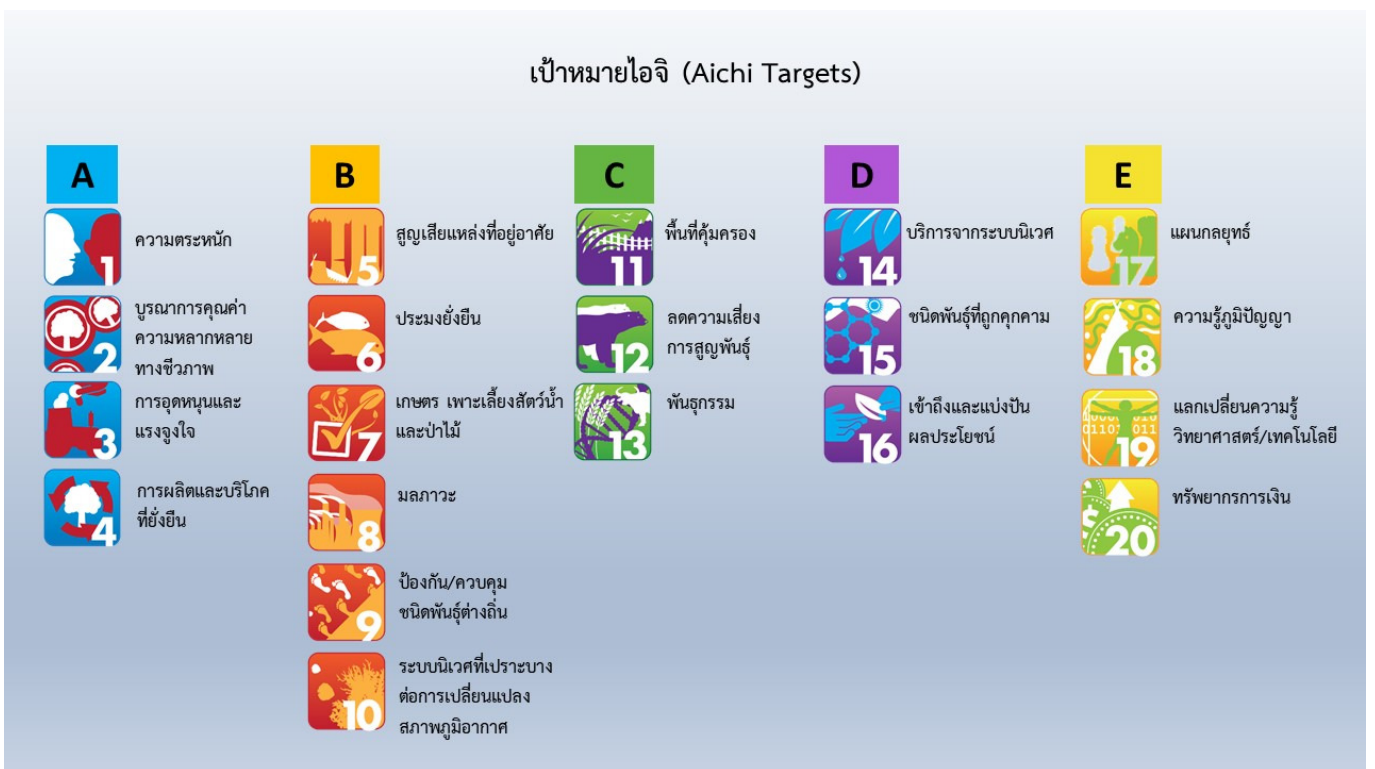 เป้าหมายไอจิ (Aichi Targets)
A
1
ความตระหนัก
2
บูรณาการคุณค่า
ความหลากหลาย
ทางชีวภาพ
3
การอุดหนุนและ
แรงจูงใจ
4
การผลิตและบริโภค
ที่ยั่งยืน
B
5
สูญเสียแหล่งที่อยู่อาศัย
6
ประมงยั่งยืน
7
เกษตร เพาะเลี้ยงสัตว์น้ำ
และป่าไม้
8
มลภาวะ
9
ป้องกัน/ควบคุม
ชนิดพันธุ์ต่างถิ่น
10
ระบบนิเวศที่เปราะบาง
ต่อการเปลี่ยนแปลง
สภาพภูมิอากาศ
C
11
พื้นที่คุ้มครอง
12
ลดความเสี่ยง
การสูญพันธุ์
13
พันธุกรรม
D
14
บริการจากระบบนิเวศ
15
ชนิดพันธุ์ที่ถูกคุกคาม
16
เข้าถึงและแบ่งปัน
ผลประโยชน์
E
17
แผนกลยุทธ์
18
ความรู้ภูมิปัญญา
19
แลกเปลี่ยนความรู้
วิทยาศาสตร์/เทคโนโลยี
20
$
ทรัพยากรการเงิน